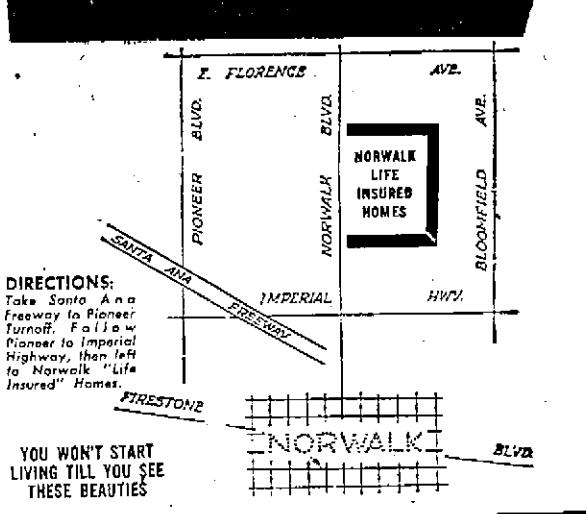 E. FLORENCE AVE.
PIONEER BLVD.
NORWALK BLVD.
BLOOMFIELD AVE.
NORWALK
LIFE
INSURED
HOMES
SANTA ANA FREEWAY
IMPERIAL HWY.
DIRECTIONS:
Take Santa Ana
Freeway to Pioneer
Turnoff. Follow
Pioneer to Imperial
Highway, then left
to Norwalk "Life
Insured" Homes.
FIRESTONE BLVD.
NORWALK
YOU WON'T START
LIVING TILL YOU SEE
THESE BEAUTIES